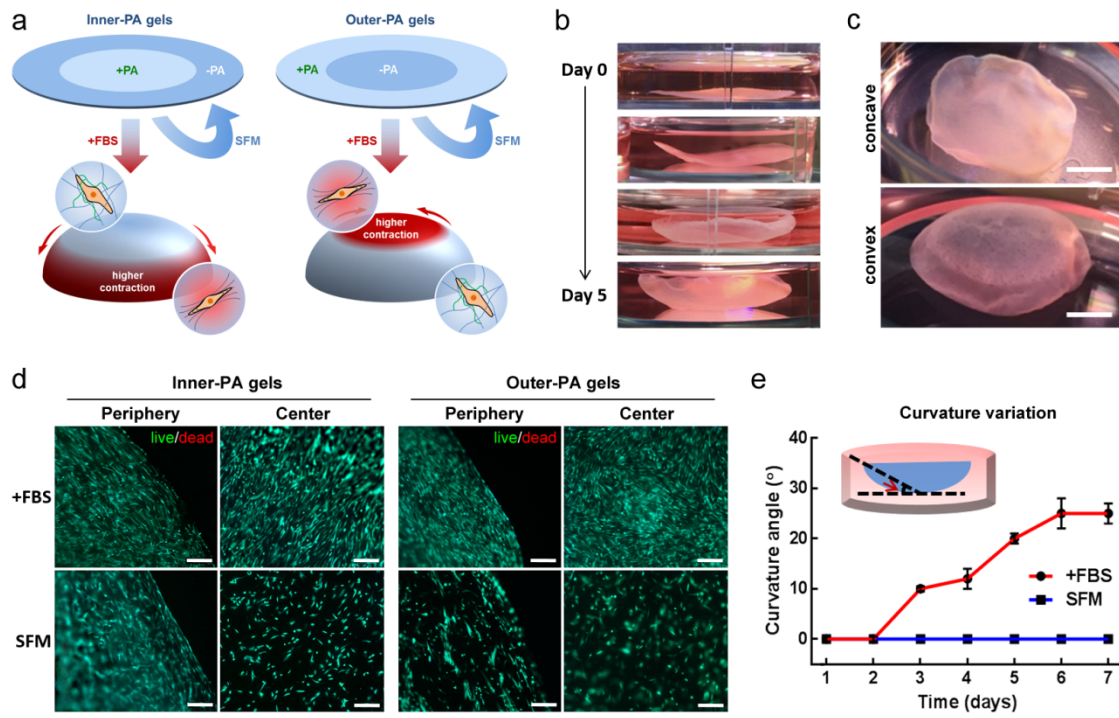 a
Inner-PA gels
Outer-PA gels
+PA
-PA
+PA
-PA
+FBS
SFM
+FBS
SFM
higher
contraction
higher
contraction
b
Day 0
Day 5
c
concave
convex
d
Inner-PA gels
Outer-PA gels
Periphery
Center
Periphery
Center
live/dead
live/dead
+FBS
SFM
e
Curvature variation
Curvature angle (°)
40
30
20
10
0
+FBS
SFM
1 2 3 4 5 6 7
Time (days)